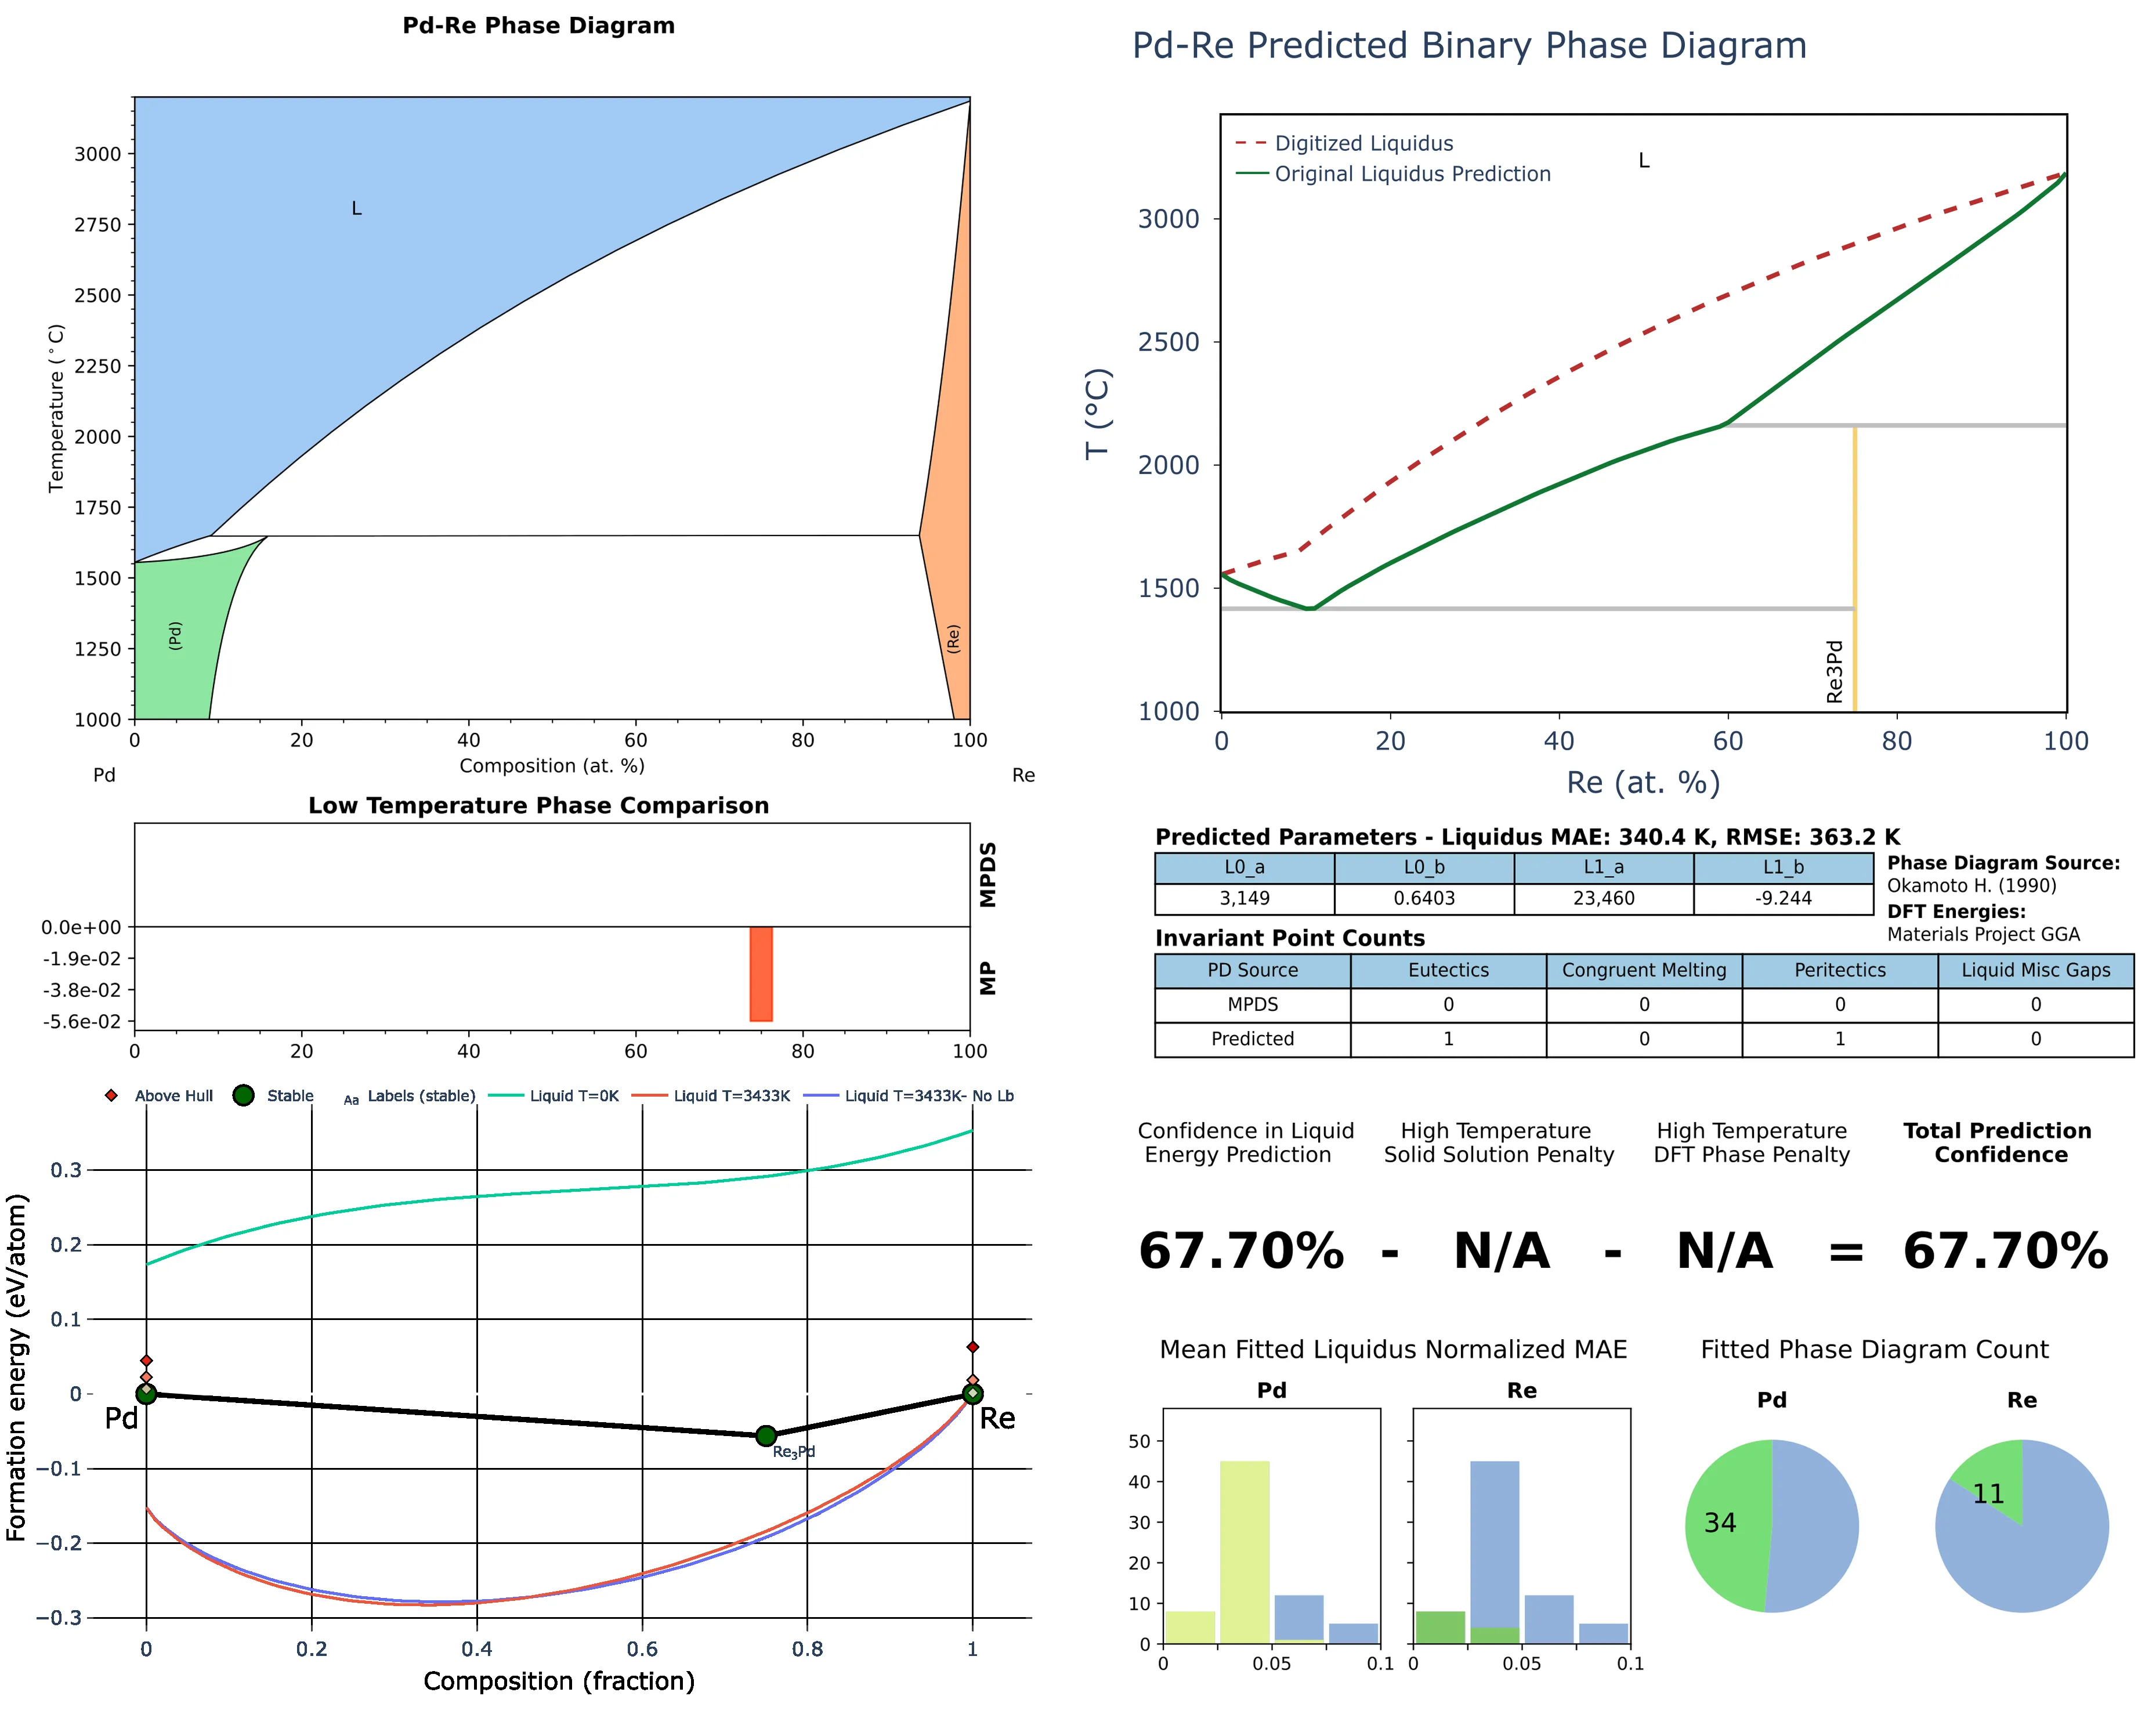 Pd-Re Phase Diagram
3000
2750
2500
2250
2000
1750
1500
1250
1000
Temperature (°C)
L
(Pd)
(Re)
0 20 40 60 80 100
Composition (at. %)
Pd Re
Low Temperature Phase Comparison
0.0e+00
-1.9e-02
-3.8e-02
-5.6e-02
MPDS
MP
0 20 40 60 80 100
Above Hull Stable Aa Labels (stable) Liquid T=0K Liquid T=3433K Liquid T=3433K- No Lb
0.3
0.2
0.1
0
−0.1
−0.2
−0.3
Formation energy (eV/atom)
Pd
Re
Re₃Pd
0 0.2 0.4 0.6 0.8 1
Composition (fraction)
Pd-Re Predicted Binary Phase Diagram
Digitized Liquidus
Original Liquidus Prediction
L
3000
2500
2000
1500
1000
T (°C)
Re3Pd
0 20 40 60 80 100
Re (at. %)
Predicted Parameters - Liquidus MAE: 340.4 K, RMSE: 363.2 K
L0_a L0_b L1_a L1_b
3,149 0.6403 23,460 -9.244
Phase Diagram Source:
Okamoto H. (1990)
DFT Energies:
Materials Project GGA
Invariant Point Counts
PD Source Eutectics Congruent Melting Peritectics Liquid Misc Gaps
MPDS 0 0 0 0
Predicted 1 0 1 0
Confidence in Liquid
Energy Prediction
High Temperature
Solid Solution Penalty
High Temperature
DFT Phase Penalty
Total Prediction
Confidence
67.70% - N/A - N/A = 67.70%
Mean Fitted Liquidus Normalized MAE
Pd Re
50
40
30
20
10
0
0 0.05 0.1
0 0.05 0.1
Fitted Phase Diagram Count
Pd Re
34
11